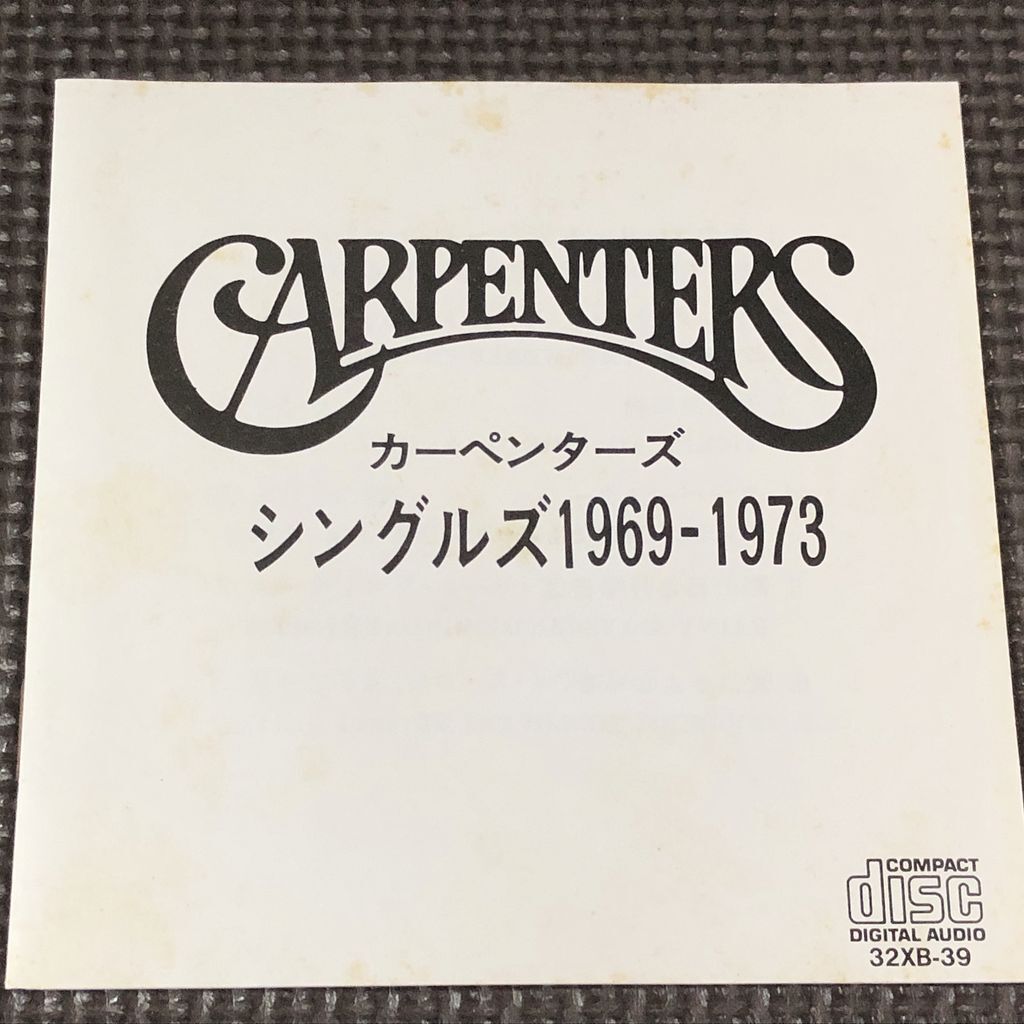 CARPENTERS
カーペンターズ
シングルズ1969-1973
COMPACT
disc
DIGITAL AUDIO
32XB-39